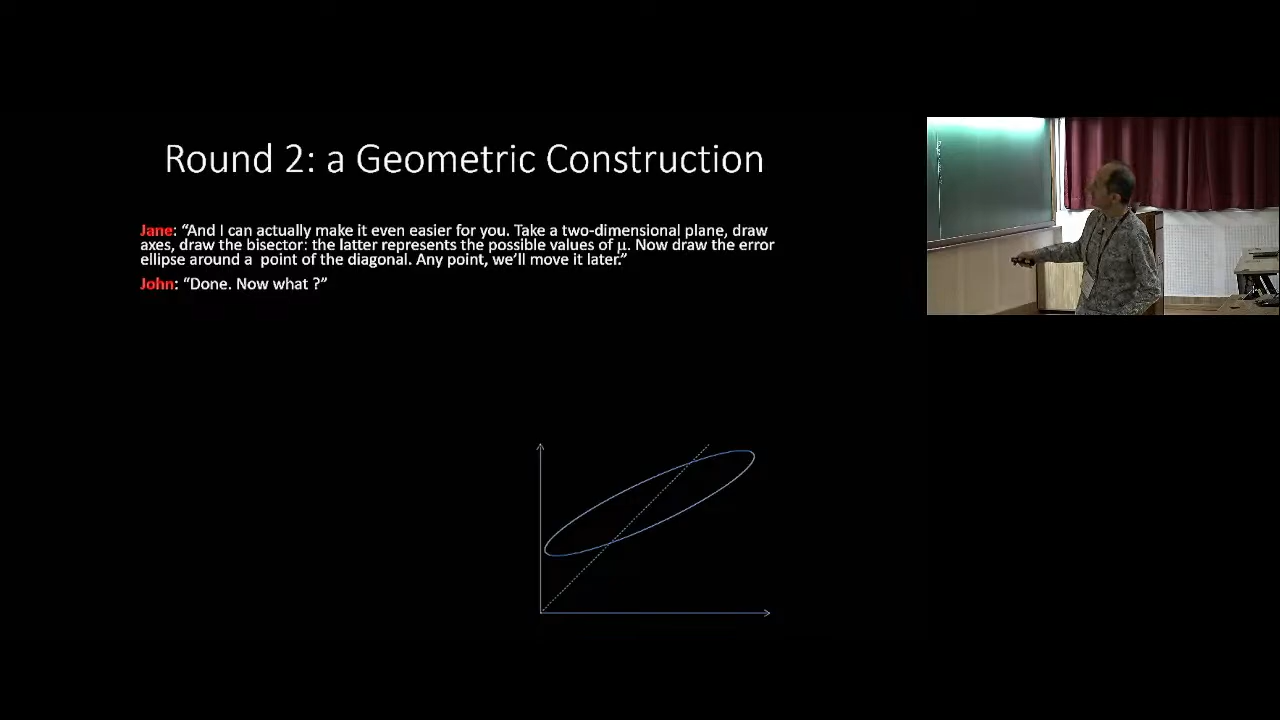 Round 2: a Geometric Construction
Jane: “And I can actually make it even easier for you. Take a two-dimensional plane, draw
axes, draw the bisector: the latter represents the possible values of μ. Now draw the error
ellipse around a point of the diagonal. Any point, we’ll move it later.”
John: “Done. Now what ?”